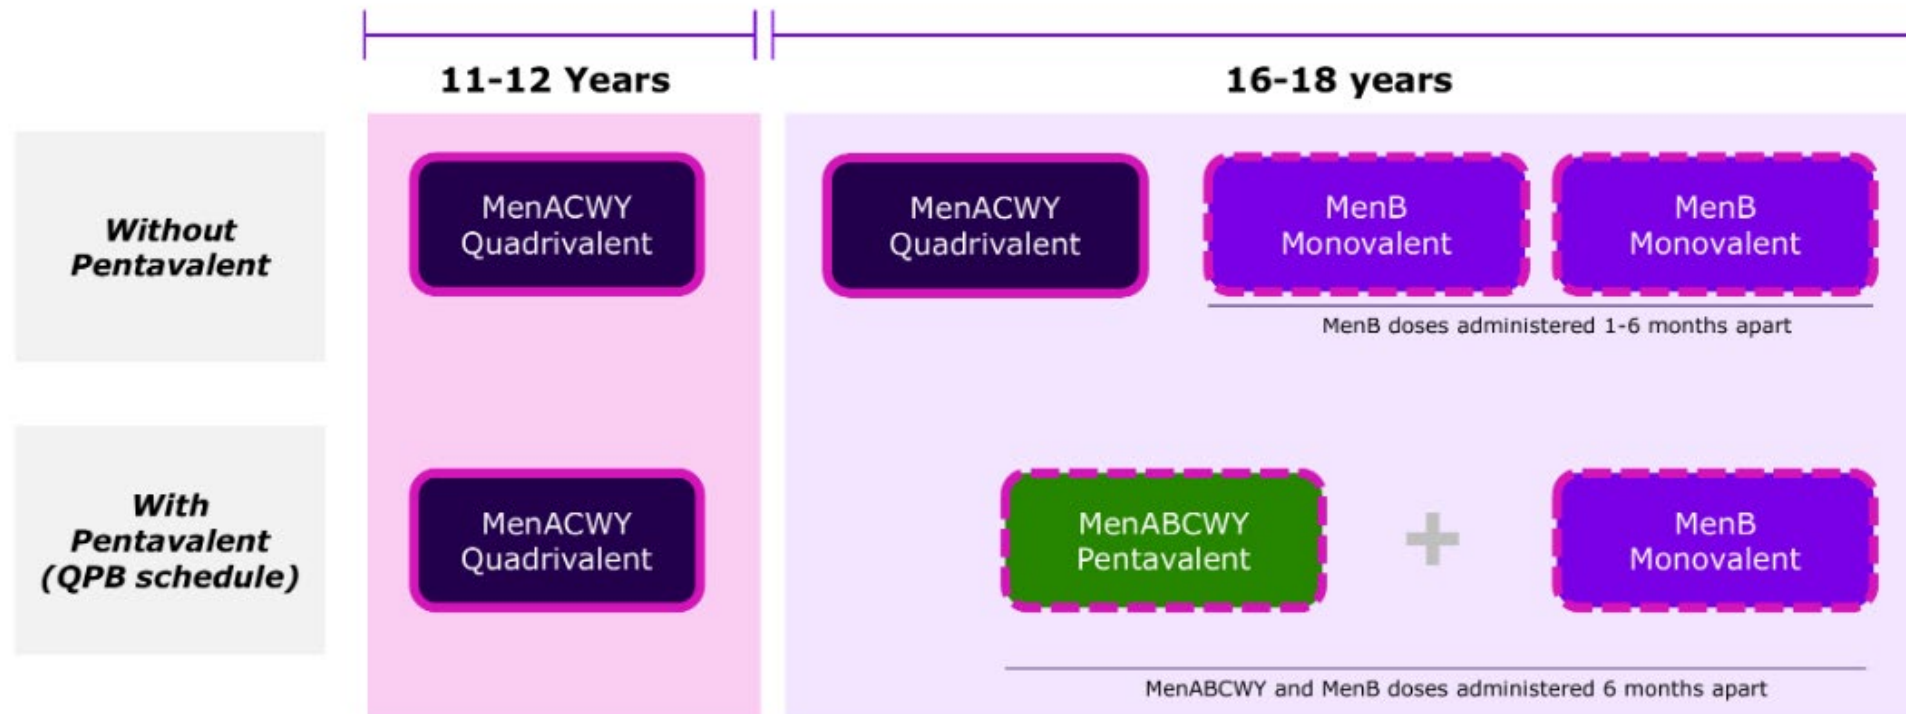 11-12 Years
16-18 years
Without
Pentavalent
MenACWY
Quadrivalent
MenACWY
Quadrivalent
MenB
Monovalent
MenB
Monovalent
MenB doses administered 1-6 months apart
With
Pentavalent
(QPB schedule)
MenACWY
Quadrivalent
MenABCWY
Pentavalent
+
MenB
Monovalent
MenABCWY and MenB doses administered 6 months apart